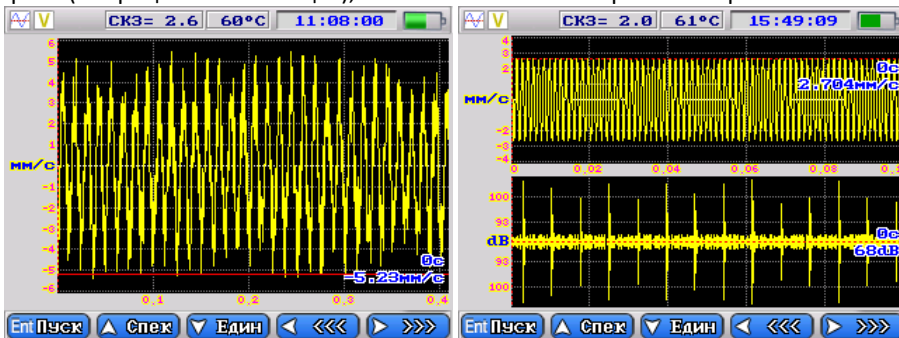 V СКЗ= 2.6 60°C 11:08:00
6
5
4
3
2
1
мм/с
-1
-2
-3
-4
-5
-6
0с
-5.23мм/с
0.1 0.2 0.3 0.4
Ent Пуск Спек Един <<< >>>
V СКЗ= 2.0 61°C 15:49:09
4
3
2
0с
2.704мм/с
мм/с
-2
-3
-4
0 0.02 0.04 0.06 0.08 0.1
100
93
0с
dB
68dB
93
100
Ent Пуск Спек Един <<< >>>